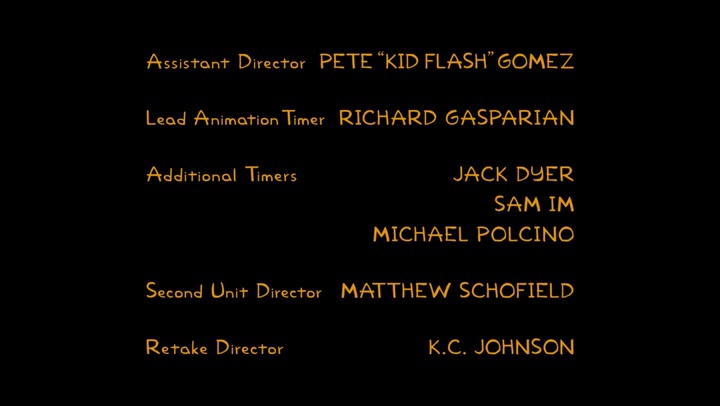 Assistant Director PETE “KID FLASH” GOMEZ
Lead Animation Timer RICHARD GASPARIAN
Additional Timers JACK DYER
SAM IM
MICHAEL POLCINO
Second Unit Director MATTHEW SCHOFIELD
Retake Director K.C. JOHNSON